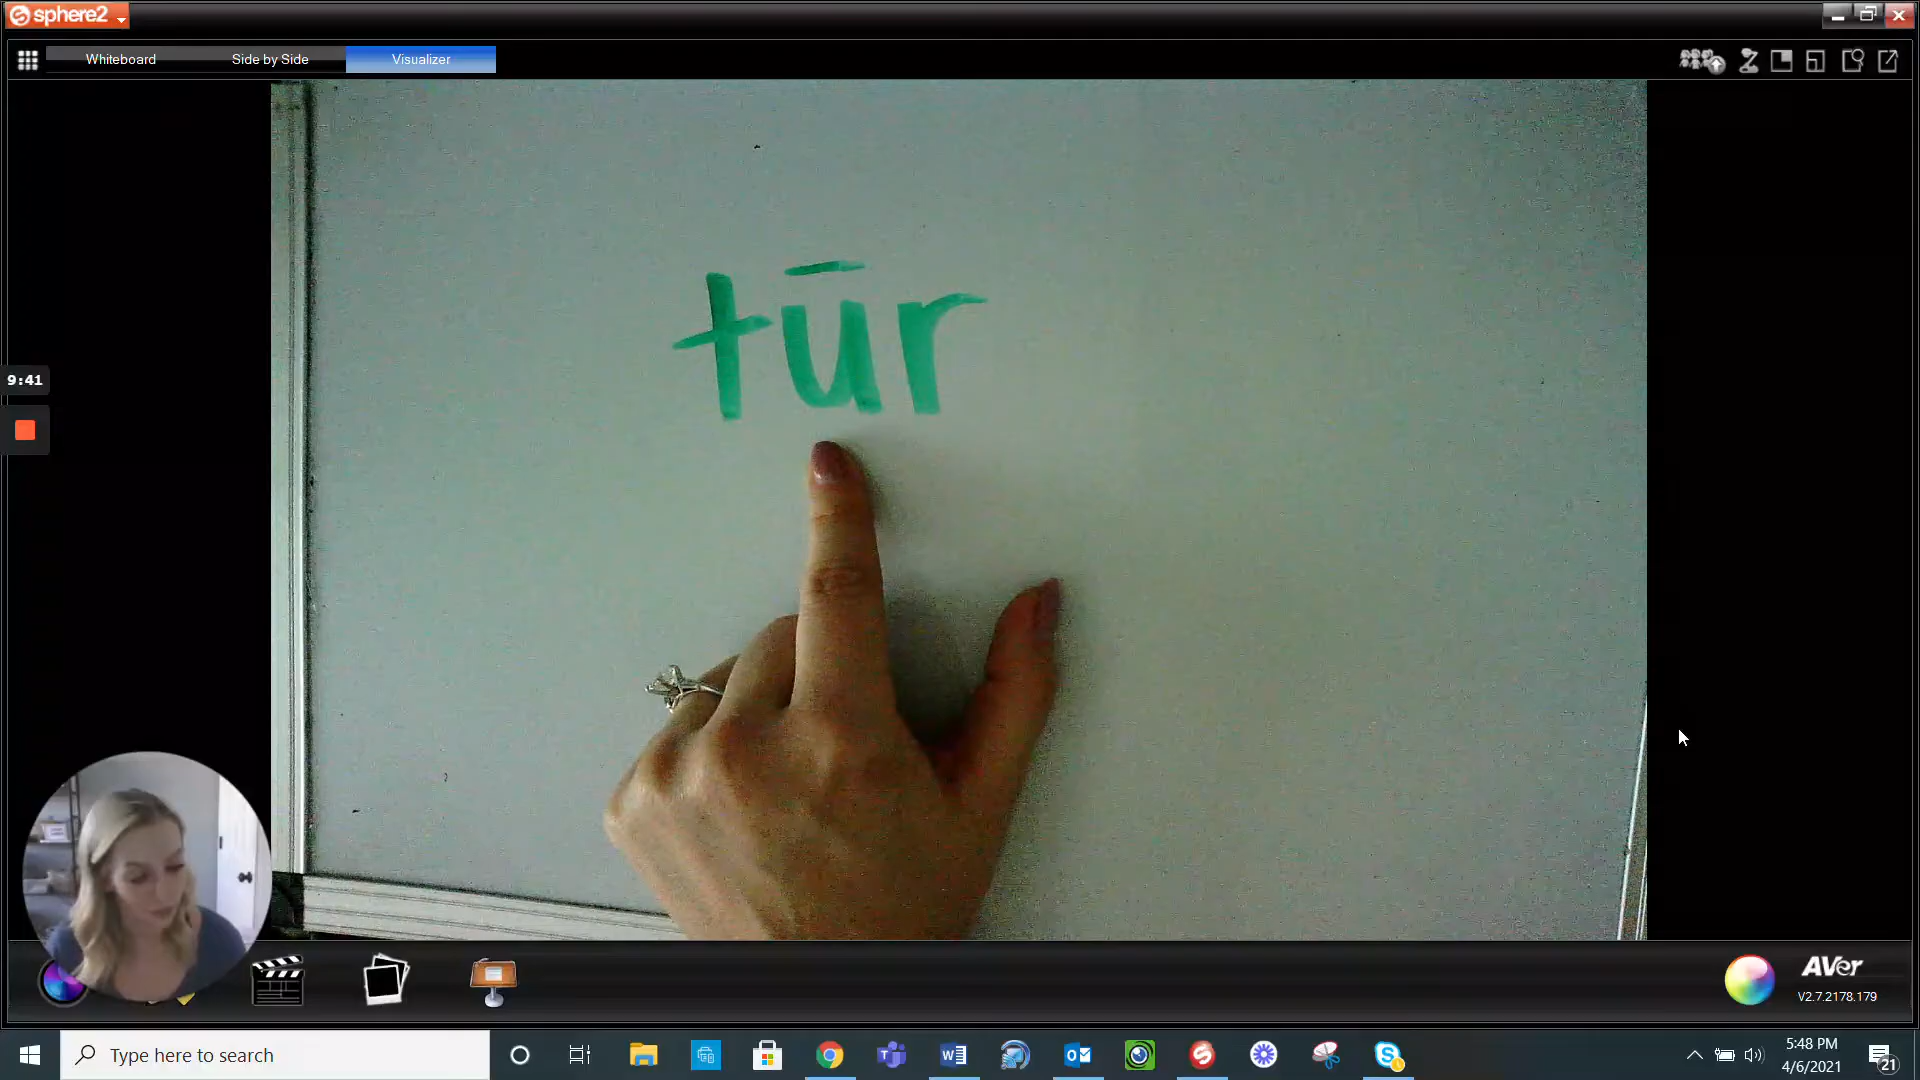 sphere2
Whiteboard
Side by Side
Visualizer
tūr
9:41
AVer
V2.7.2178.179
Type here to search
5:48 PM
4/6/2021
21